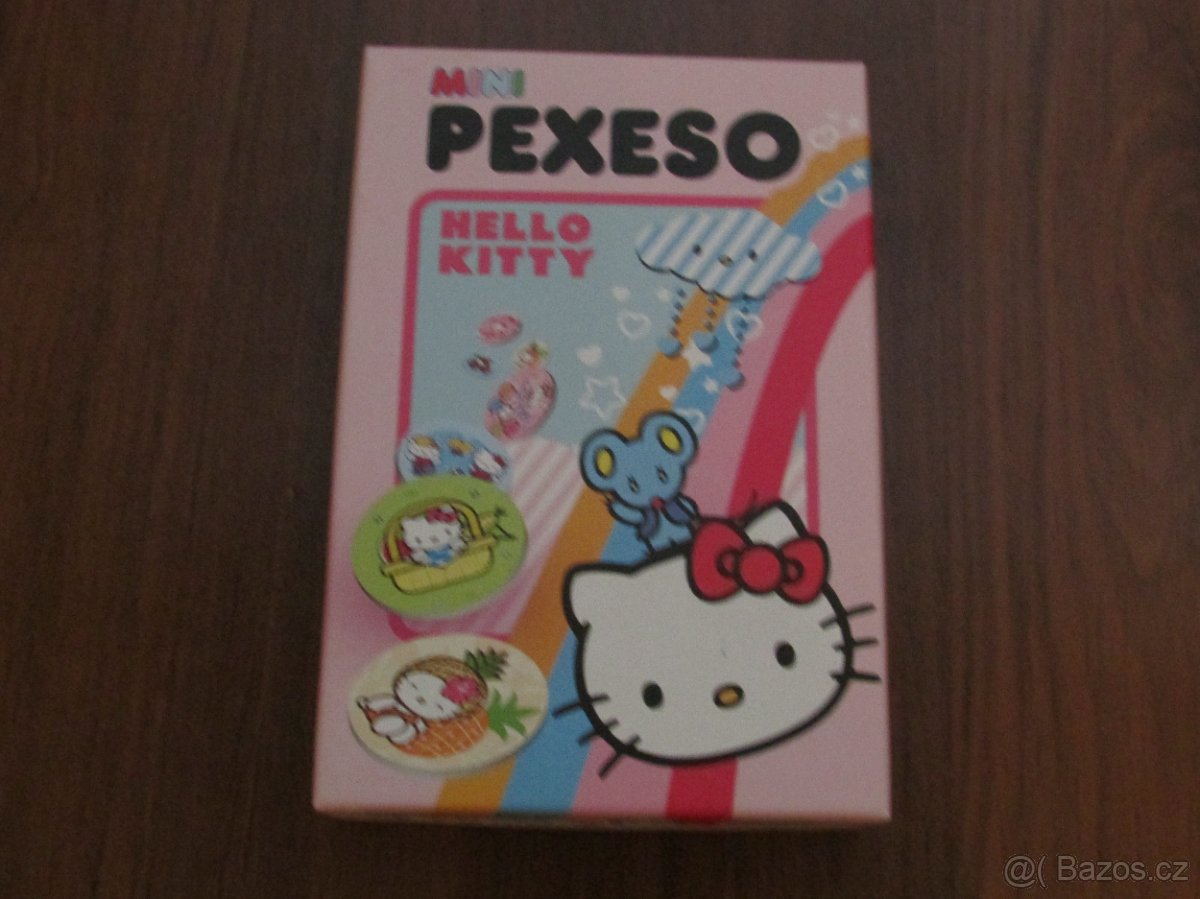 MINI
PEXESO
HELLO
KITTY
@( Bazos.cz